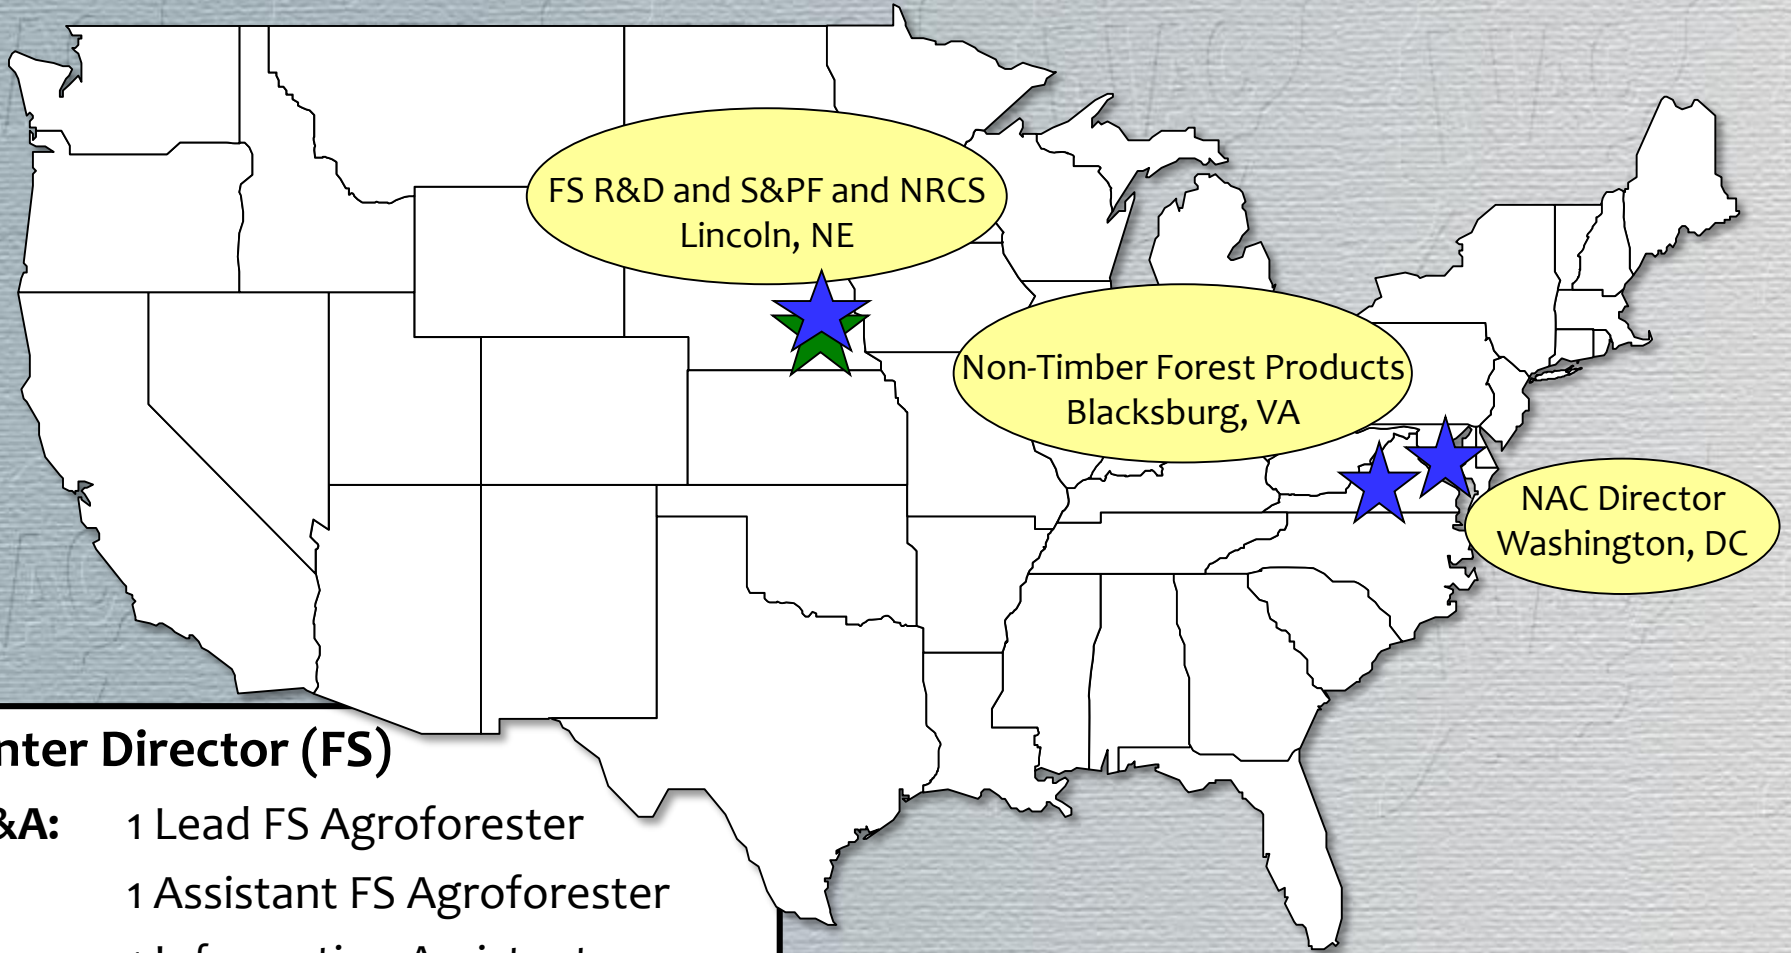 FS R&D and S&PF and NRCS
Lincoln, NE
Non-Timber Forest Products
Blacksburg, VA
NAC Director
Washington, DC
nter Director (FS)
&A: 1 Lead FS Agroforester
1 Assistant FS Agroforester